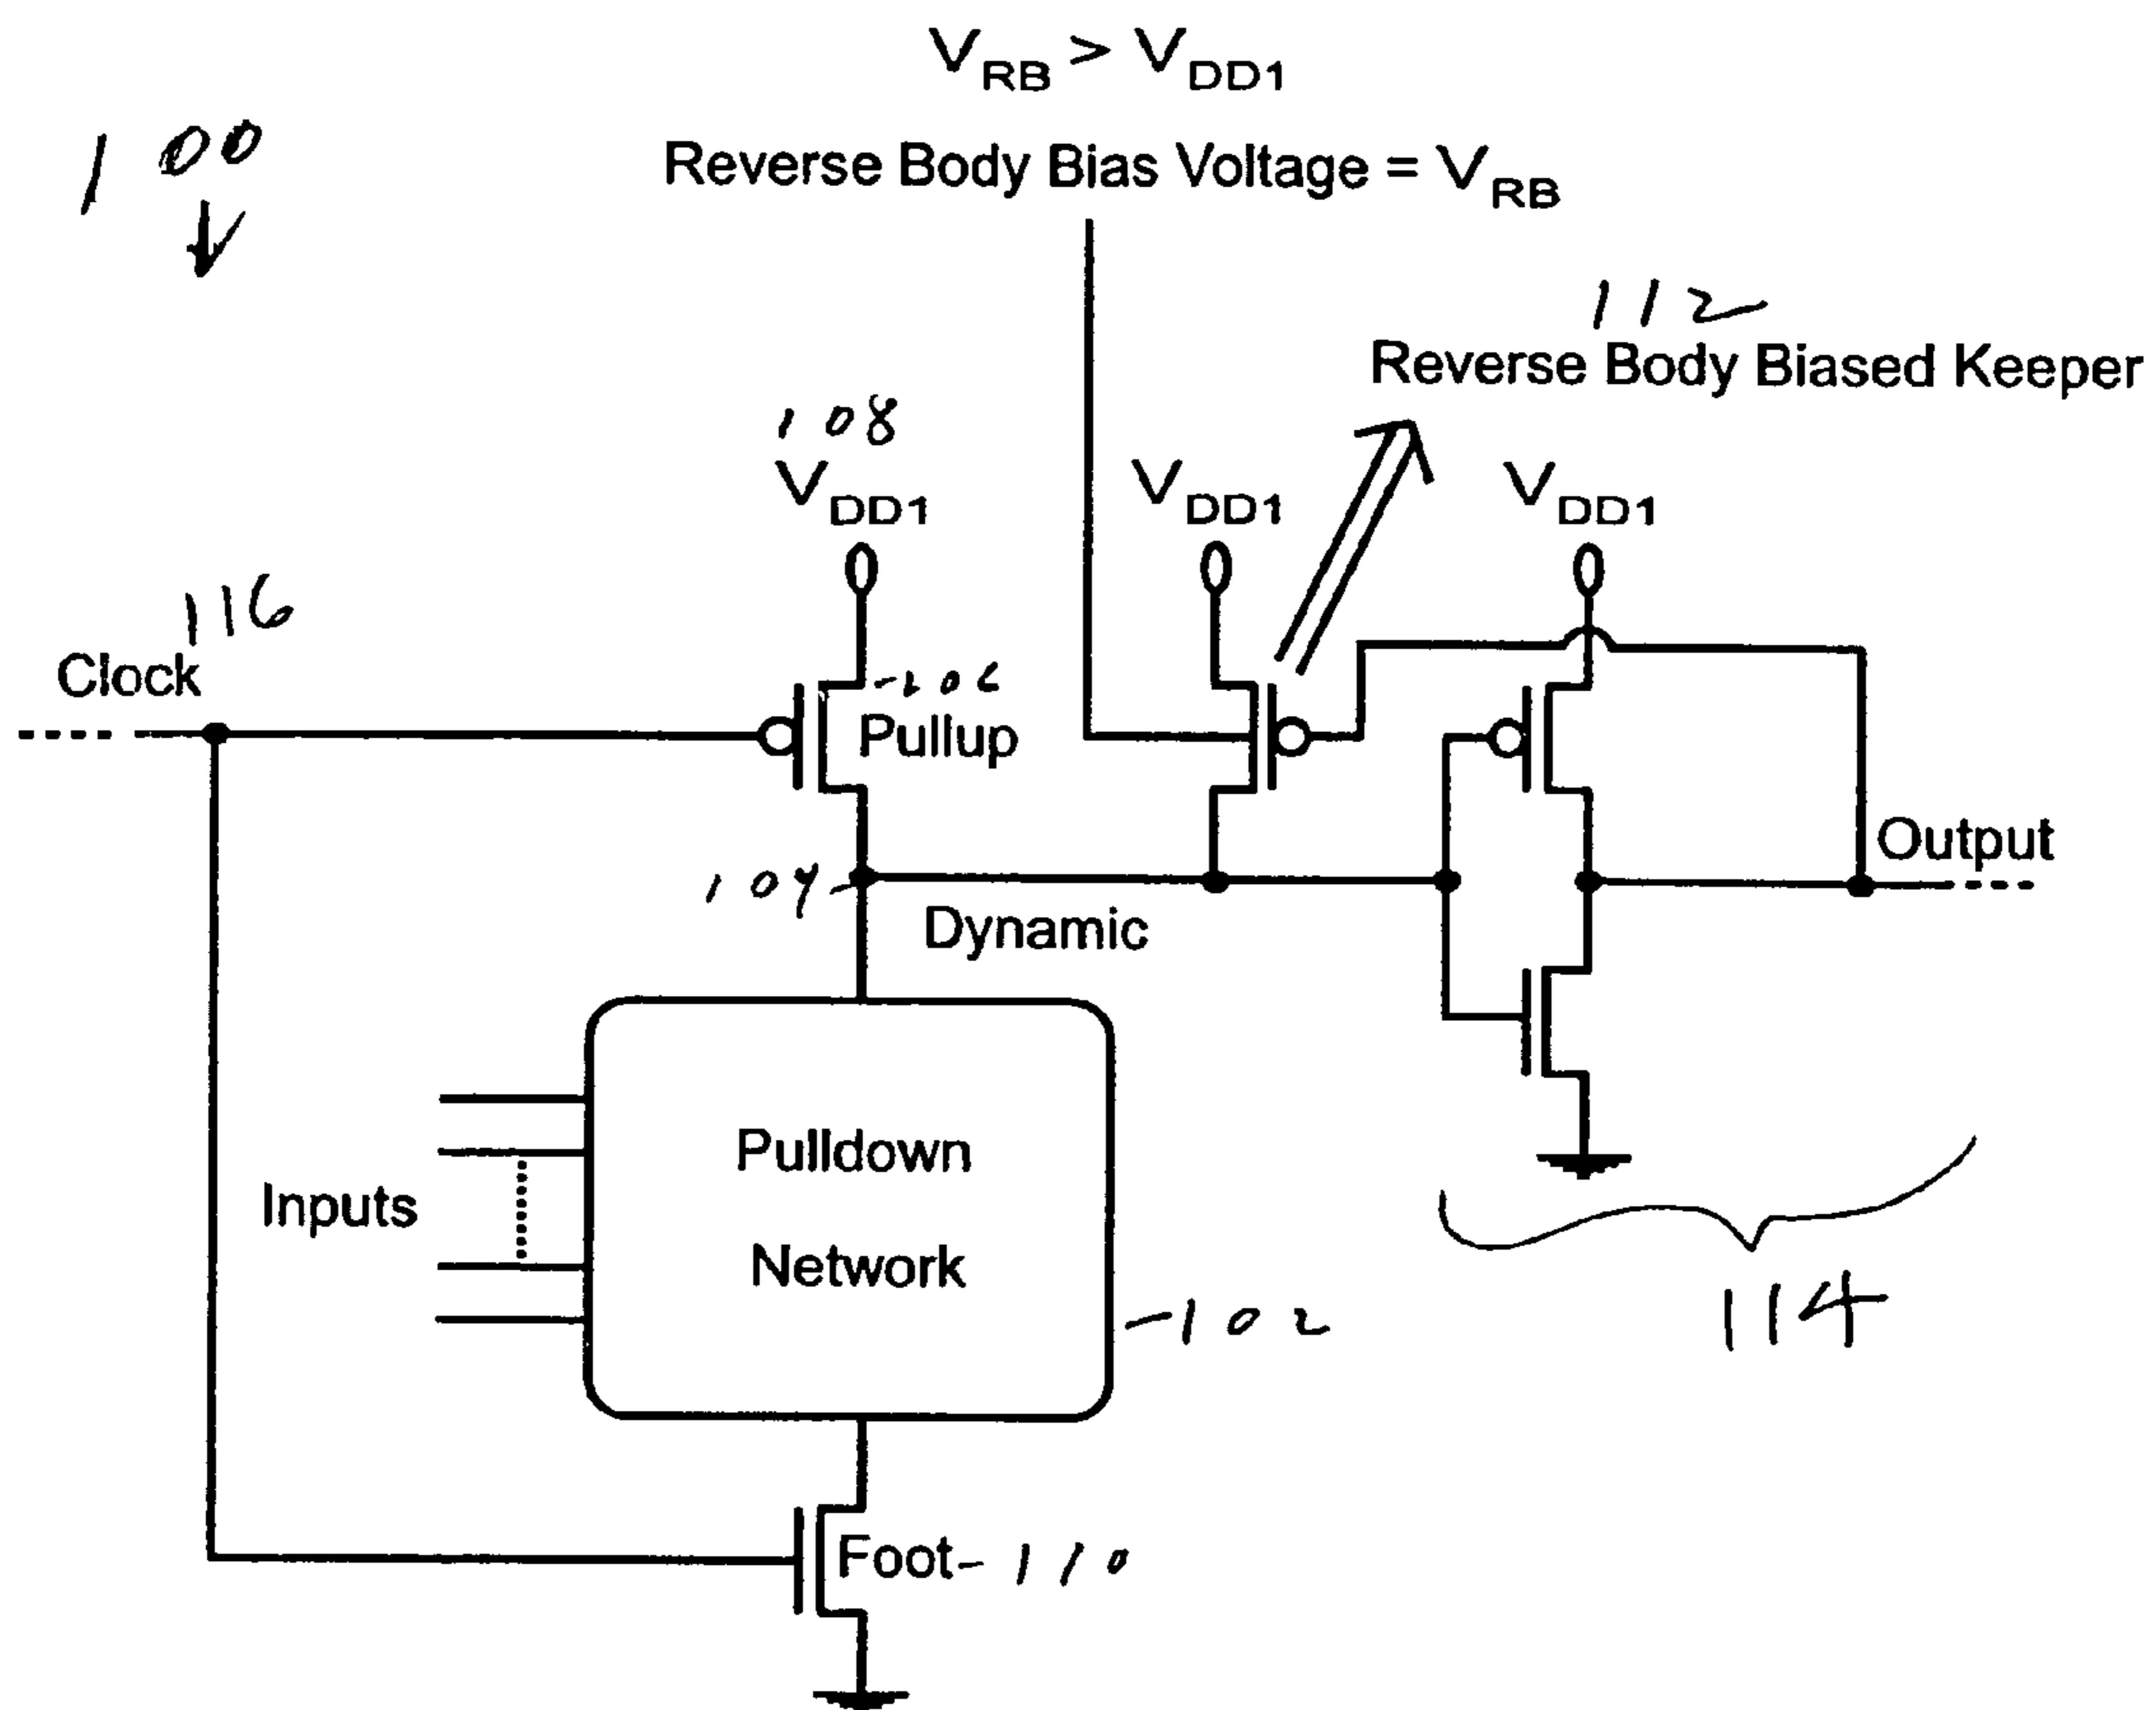 V_RB > V_DD1
100
Reverse Body Bias Voltage = V_RB
112
Reverse Body Biased Keeper
108
V_DD1
V_DD1
V_DD1
116
Clock
106
Pullup
Output
104
Dynamic
Pulldown
Inputs
Network
102
114
Foot
110